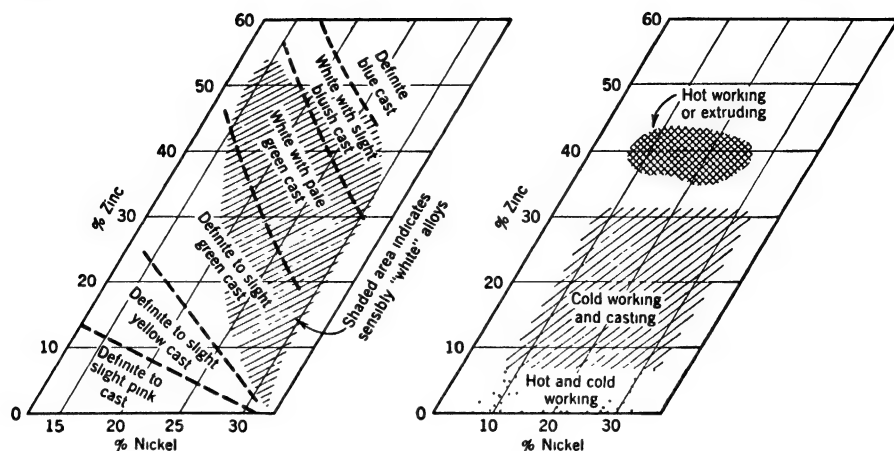 60
50
40
30
20
10
0
% Zinc
15
20
25
30
% Nickel
Definite
blue cast
White with slight
bluish cast
White with pale
green cast
Definite to slight
green cast
Definite to slight
yellow cast
Definite to
slight pink
cast
Shaded area indicates
sensibly "white" alloys
60
50
40
30
20
10
0
% Zinc
10
20
30
% Nickel
Hot working
or extruding
Cold working
and casting
Hot and cold
working